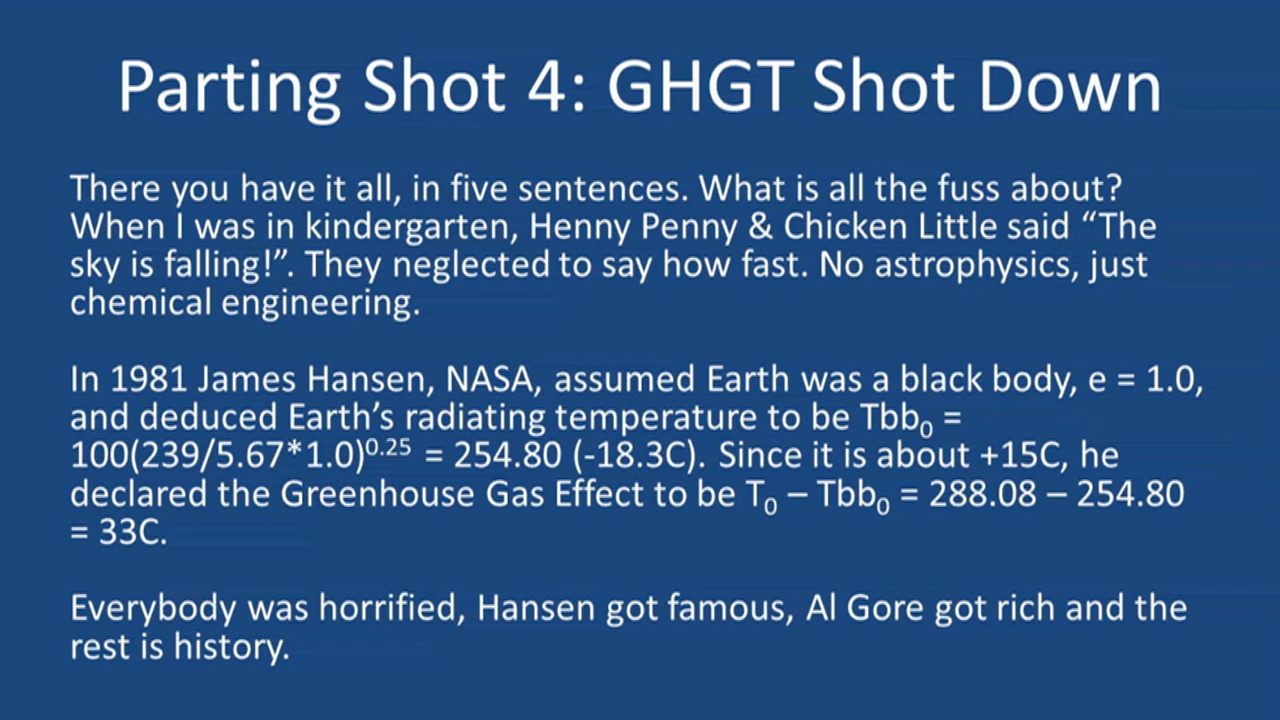 Parting Shot 4: GHGT Shot Down
There you have it all, in five sentences. What is all the fuss about?
When I was in kindergarten, Henny Penny & Chicken Little said “The
sky is falling!”. They neglected to say how fast. No astrophysics, just
chemical engineering.
In 1981 James Hansen, NASA, assumed Earth was a black body, e = 1.0,
and deduced Earth’s radiating temperature to be Tbb₀ =
100(239/5.67*1.0)⁰·²⁵ = 254.80 (-18.3C). Since it is about +15C, he
declared the Greenhouse Gas Effect to be T₀ – Tbb₀ = 288.08 – 254.80
= 33C.
Everybody was horrified, Hansen got famous, Al Gore got rich and the
rest is history.